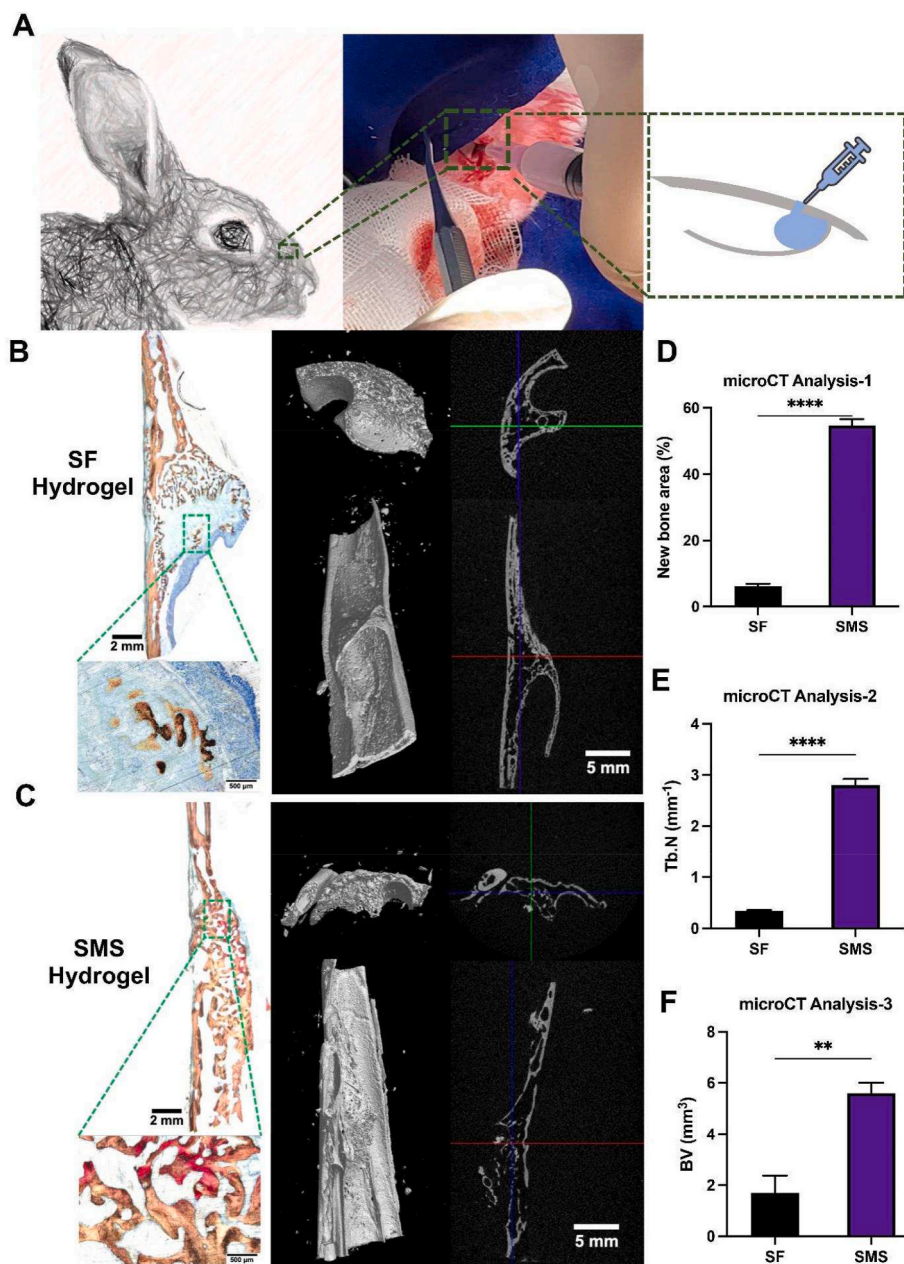 A
B
SF
Hydrogel
2 mm
500 µm
5 mm
C
SMS
Hydrogel
2 mm
500 µm
5 mm
D
microCT Analysis-1
****
New bone area (%)
60
40
20
0
SF
SMS
E
microCT Analysis-2
****
Tb.N (mm⁻¹)
4
3
2
1
0
SF
SMS
F
microCT Analysis-3
**
BV (mm³)
8
6
4
2
0
SF
SMS